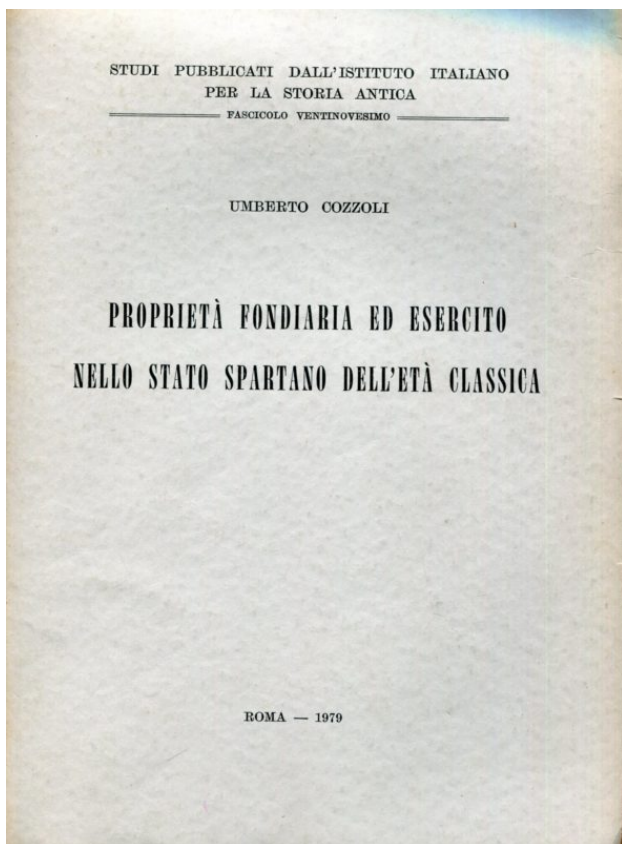 STUDI PUBBLICATI DALL'ISTITUTO ITALIANO
PER LA STORIA ANTICA
FASCICOLO VENTINOVESIMO
UMBERTO COZZOLI
PROPRIETÀ FONDIARIA ED ESERCITO
NELLO STATO SPARTANO DELL'ETÀ CLASSICA
ROMA — 1979